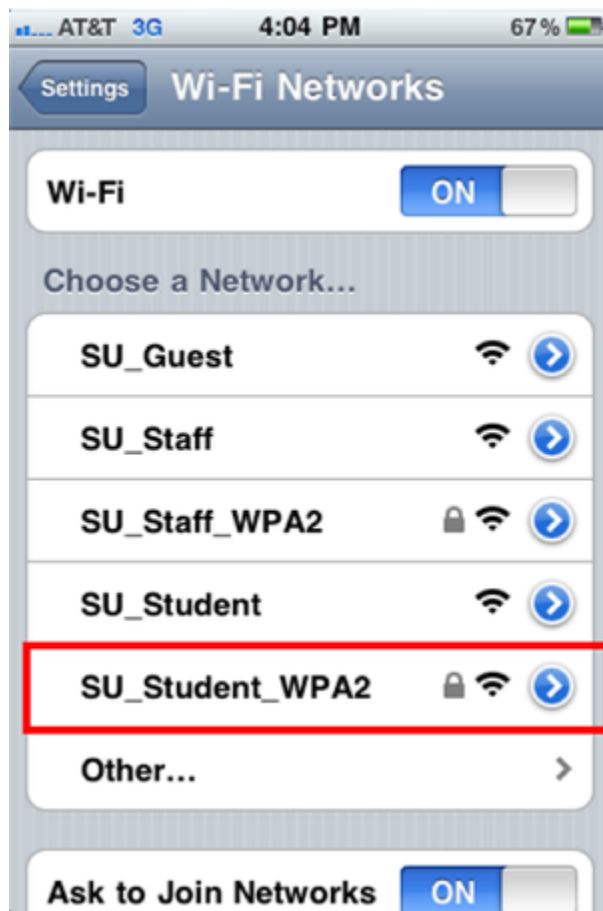 AT&T 3G 4:04 PM 67%
Settings Wi-Fi Networks
Wi-Fi ON
Choose a Network...
SU_Guest
SU_Staff
SU_Staff_WPA2
SU_Student
SU_Student_WPA2
Other...
Ask to Join Networks ON